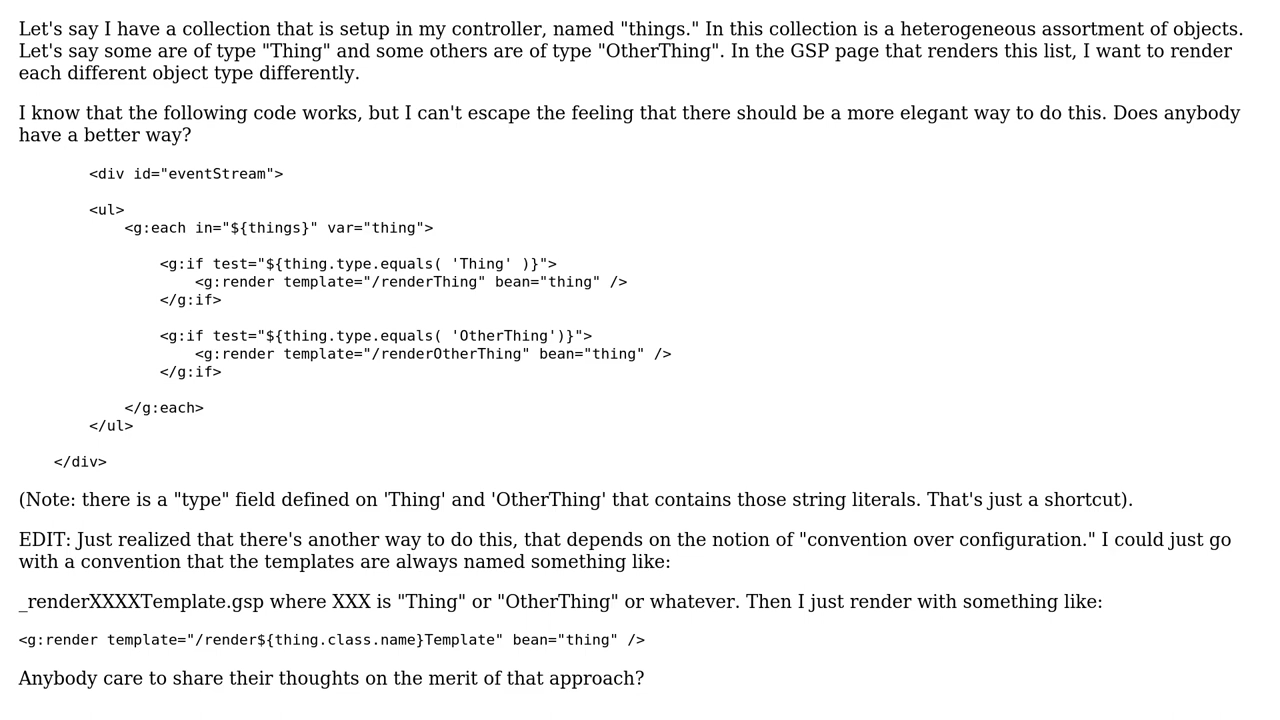 Let's say I have a collection that is setup in my controller, named "things." In this collection is a heterogeneous assortment of objects.
Let's say some are of type "Thing" and some others are of type "OtherThing". In the GSP page that renders this list, I want to render
each different object type differently.
I know that the following code works, but I can't escape the feeling that there should be a more elegant way to do this. Does anybody
have a better way?
<div id="eventStream">
<ul>
<g:each in="${things}" var="thing">
<g:if test="${thing.type.equals( 'Thing' )}">
<g:render template="/renderThing" bean="thing" />
</g:if>
<g:if test="${thing.type.equals( 'OtherThing')}">
<g:render template="/renderOtherThing" bean="thing" />
</g:if>
</g:each>
</ul>
</div>
(Note: there is a "type" field defined on 'Thing' and 'OtherThing' that contains those string literals. That's just a shortcut).
EDIT: Just realized that there's another way to do this, that depends on the notion of "convention over configuration." I could just go
with a convention that the templates are always named something like:
_renderXXXXTemplate.gsp where XXX is "Thing" or "OtherThing" or whatever. Then I just render with something like:
<g:render template="/render${thing.class.name}Template" bean="thing" />
Anybody care to share their thoughts on the merit of that approach?